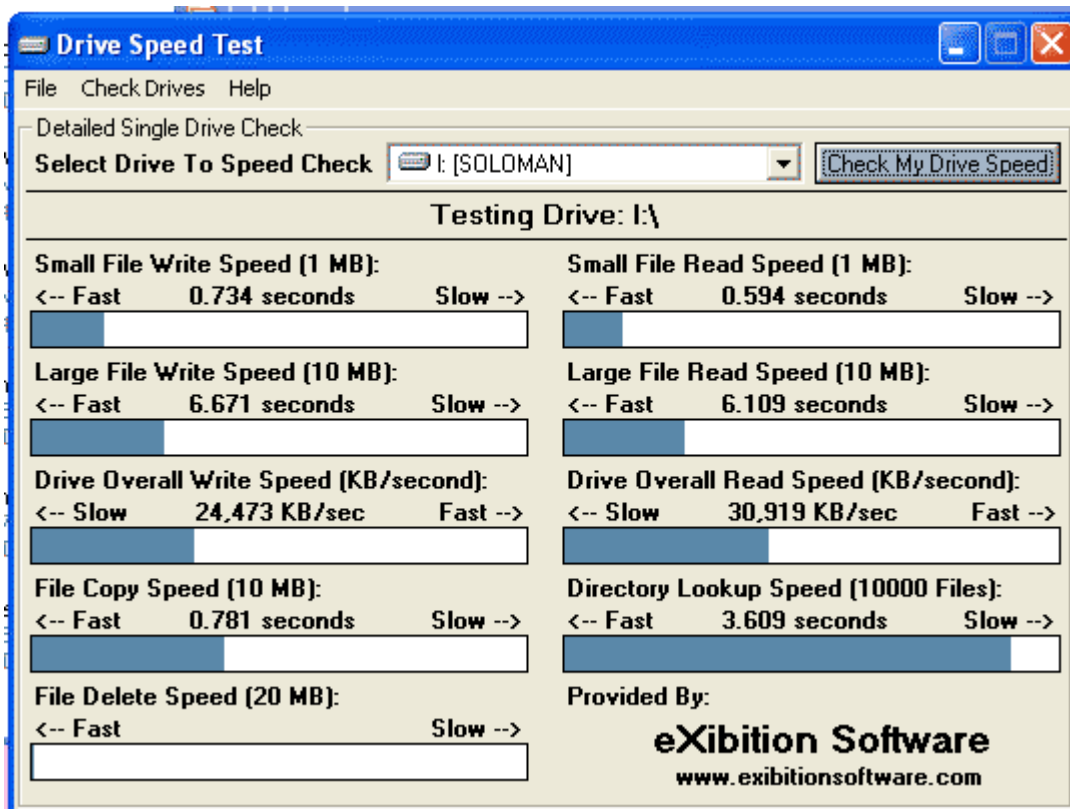 Drive Speed Test
File Check Drives Help
Detailed Single Drive Check
Select Drive To Speed Check I: [SOLOMAN] Check My Drive Speed
Testing Drive: I:\
Small File Write Speed (1 MB):
<-- Fast 0.734 seconds Slow -->
Small File Read Speed (1 MB):
<-- Fast 0.594 seconds Slow -->
Large File Write Speed (10 MB):
<-- Fast 6.671 seconds Slow -->
Large File Read Speed (10 MB):
<-- Fast 6.109 seconds Slow -->
Drive Overall Write Speed (KB/second):
<-- Slow 24,473 KB/sec Fast -->
Drive Overall Read Speed (KB/second):
<-- Slow 30,919 KB/sec Fast -->
File Copy Speed (10 MB):
<-- Fast 0.781 seconds Slow -->
Directory Lookup Speed (10000 Files):
<-- Fast 3.609 seconds Slow -->
File Delete Speed (20 MB):
<-- Fast Slow -->
Provided By:
eXibition Software
www.exibitionsoftware.com